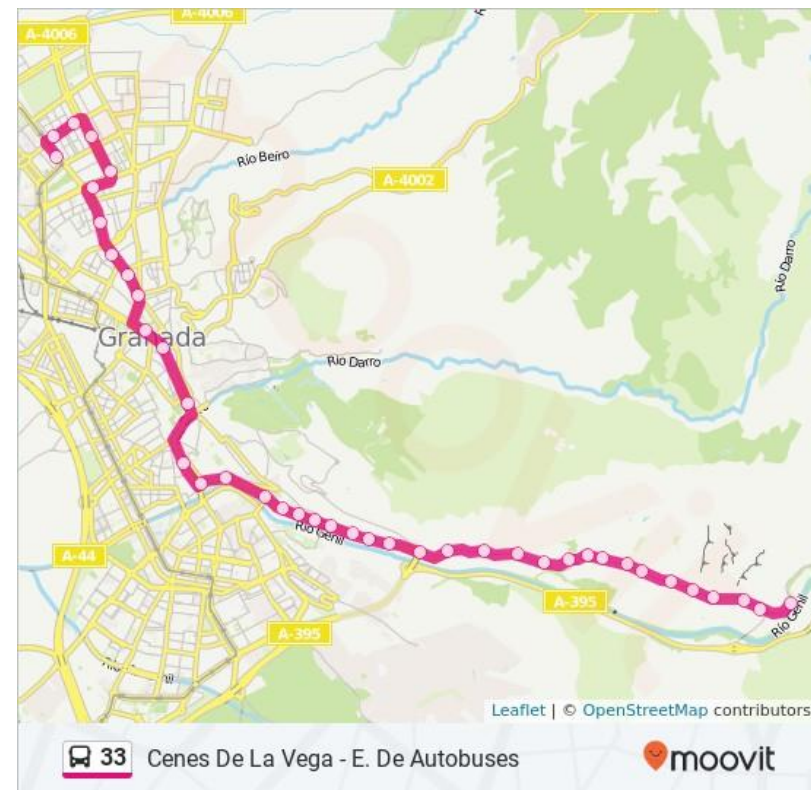 A-4006
A-4006
Río Beiro
A-4002
Río Darro
Granada
Río Darro
Río Genil
A-44
A-395
A-395
Río Genil
Leaflet | © OpenStreetMap contributors
33 Cenes De La Vega - E. De Autobuses
moovit